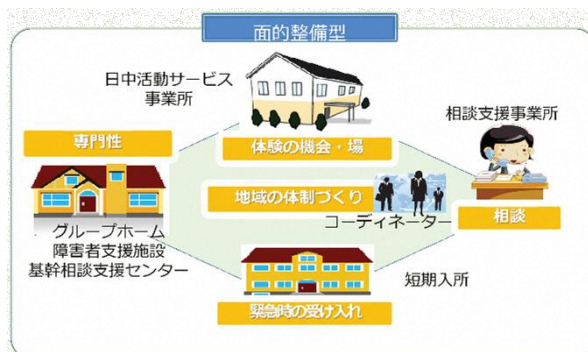 面的整備型
日中活動サービス
事業所
相談支援事業所
専門性
体験の機会・場
地域の体制づくり
コーディネーター
相談
グループホーム
障害者支援施設
基幹相談支援センター
短期入所
緊急時の受け入れ